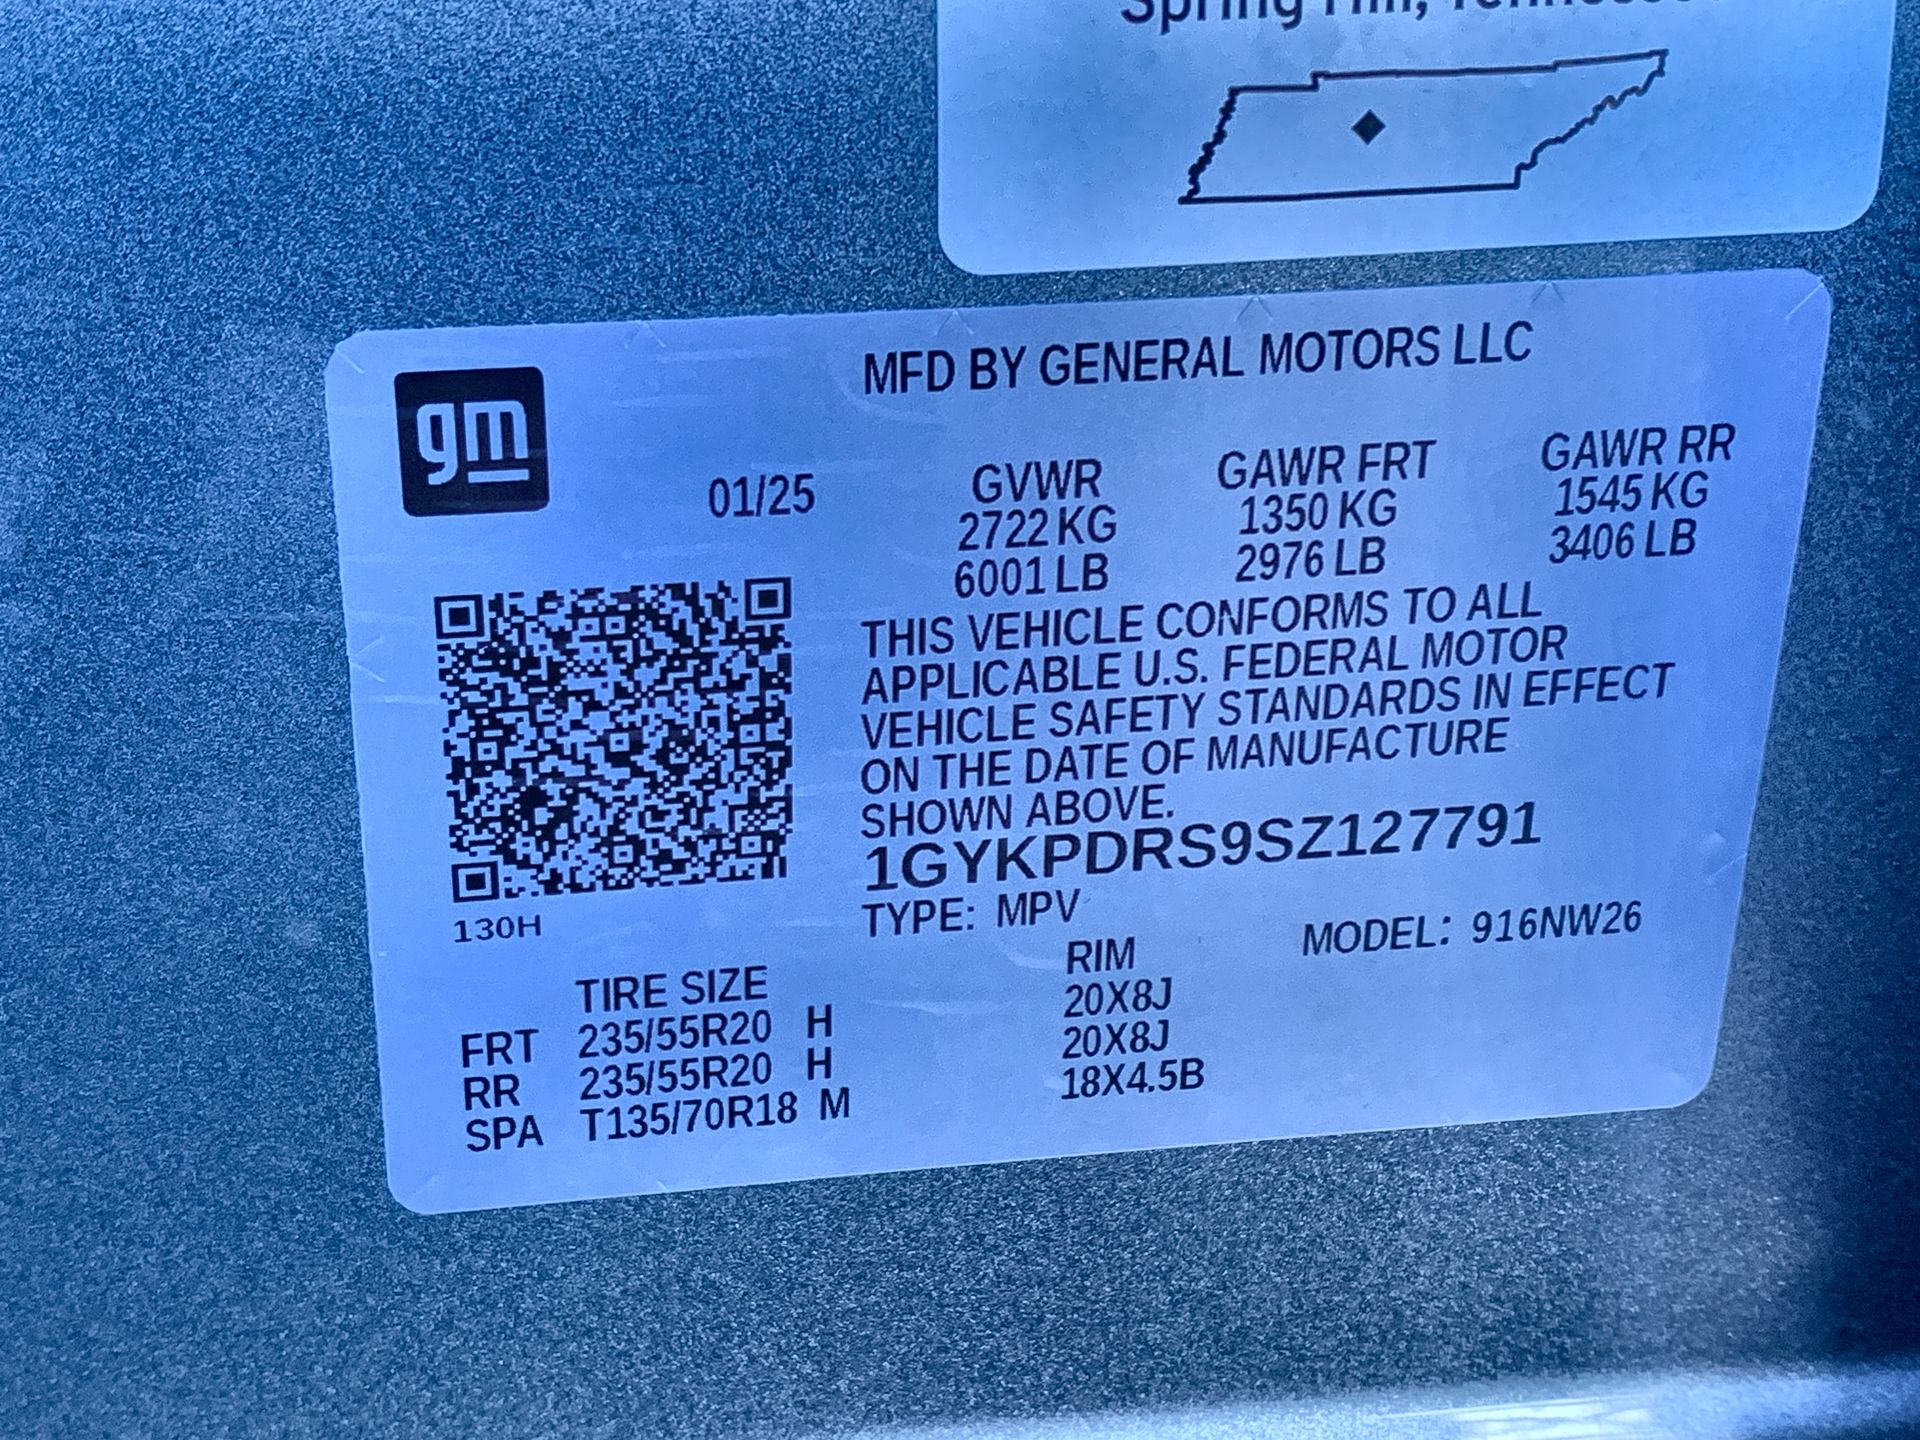 Spring Hill, Tennessee
gm
MFD BY GENERAL MOTORS LLC
01/25
GVWR GAWR FRT GAWR RR
2722 KG 1350 KG 1545 KG
6001 LB 2976 LB 3406 LB
THIS VEHICLE CONFORMS TO ALL
APPLICABLE U.S. FEDERAL MOTOR
VEHICLE SAFETY STANDARDS IN EFFECT
ON THE DATE OF MANUFACTURE
SHOWN ABOVE.
1GYKPDRS9SZ127791
130H
TYPE: MPV MODEL: 916NW26
TIRE SIZE RIM
FRT 235/55R20 H 20X8J
RR 235/55R20 H 20X8J
SPA T135/70R18 M 18X4.5B